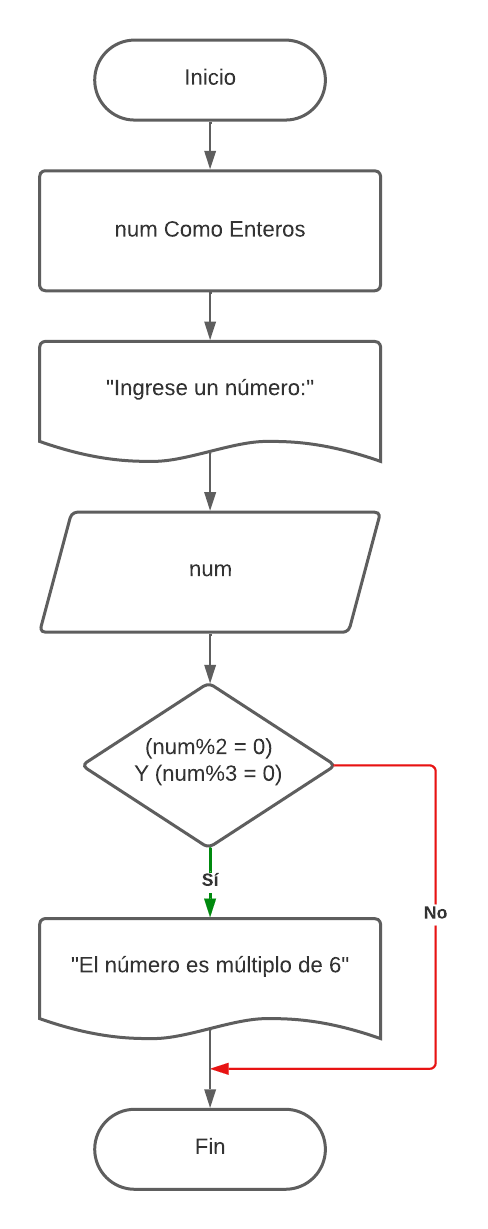 Inicio
num Como Enteros
"Ingrese un número:"
num
(num%2 = 0)
Y (num%3 = 0)
Sí
No
"El número es múltiplo de 6"
Fin